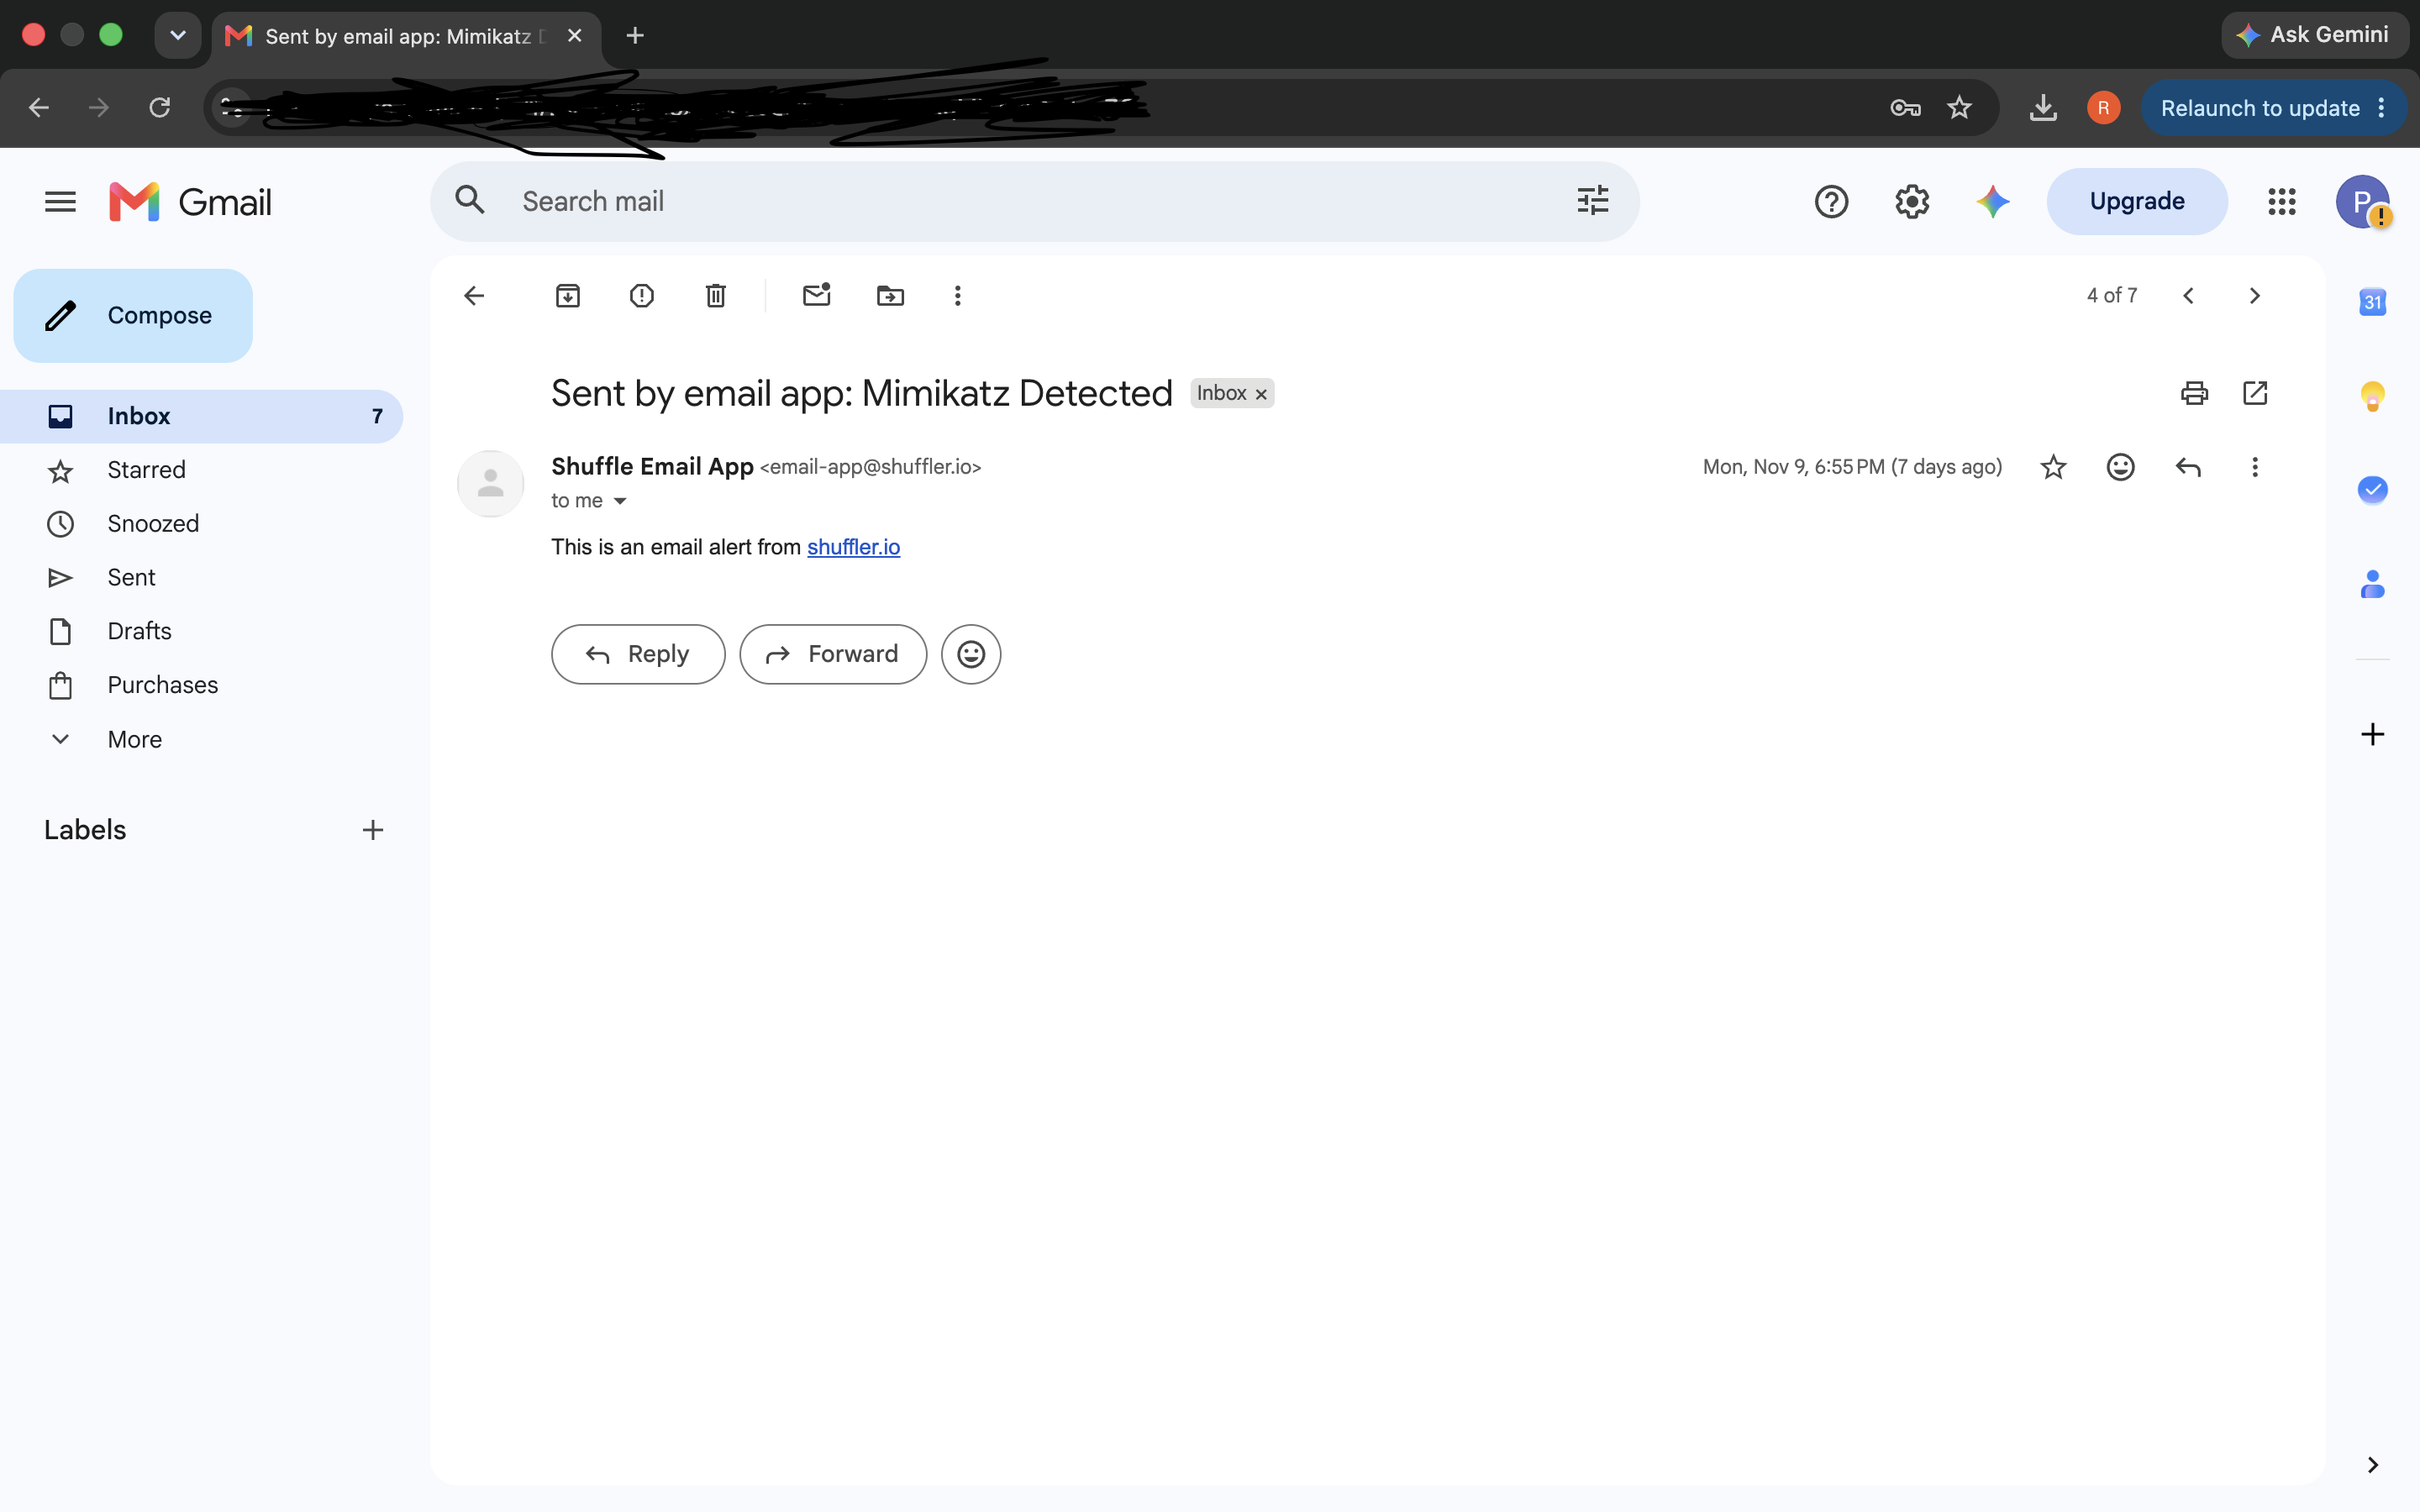 Sent by email app: Mimikatz
Ask Gemini
R
Relaunch to update
Gmail
Search mail
Upgrade
P
Compose
4 of 7
31
Sent by email app: Mimikatz Detected
Inbox ×
Inbox 7
Shuffle Email App <email-app@shuffler.io>
Mon, Nov 9, 6:55 PM (7 days ago)
to me
Starred
Snoozed
This is an email alert from shuffler.io
Sent
Drafts
Reply
Forward
Purchases
More
Labels